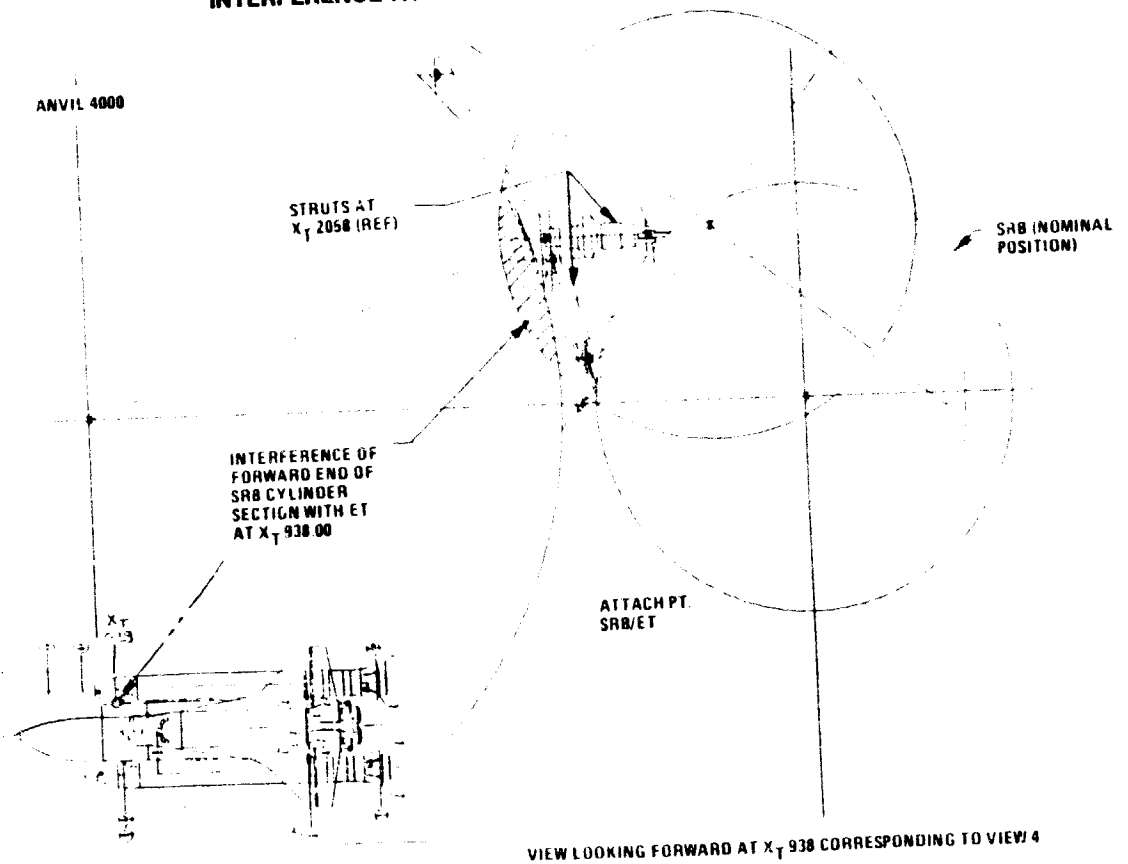 INTERFERENCE
ANVIL 4000
STRUTS AT
X_T 2058 (REF)
SRB (NOMINAL
POSITION)
INTERFERENCE OF
FORWARD END OF
SRB CYLINDER
SECTION WITH ET
AT X_T 938.00
ATTACH PT.
SRB/ET
X_T
VIEW LOOKING FORWARD AT X_T 938 CORRESPONDING TO VIEW 4